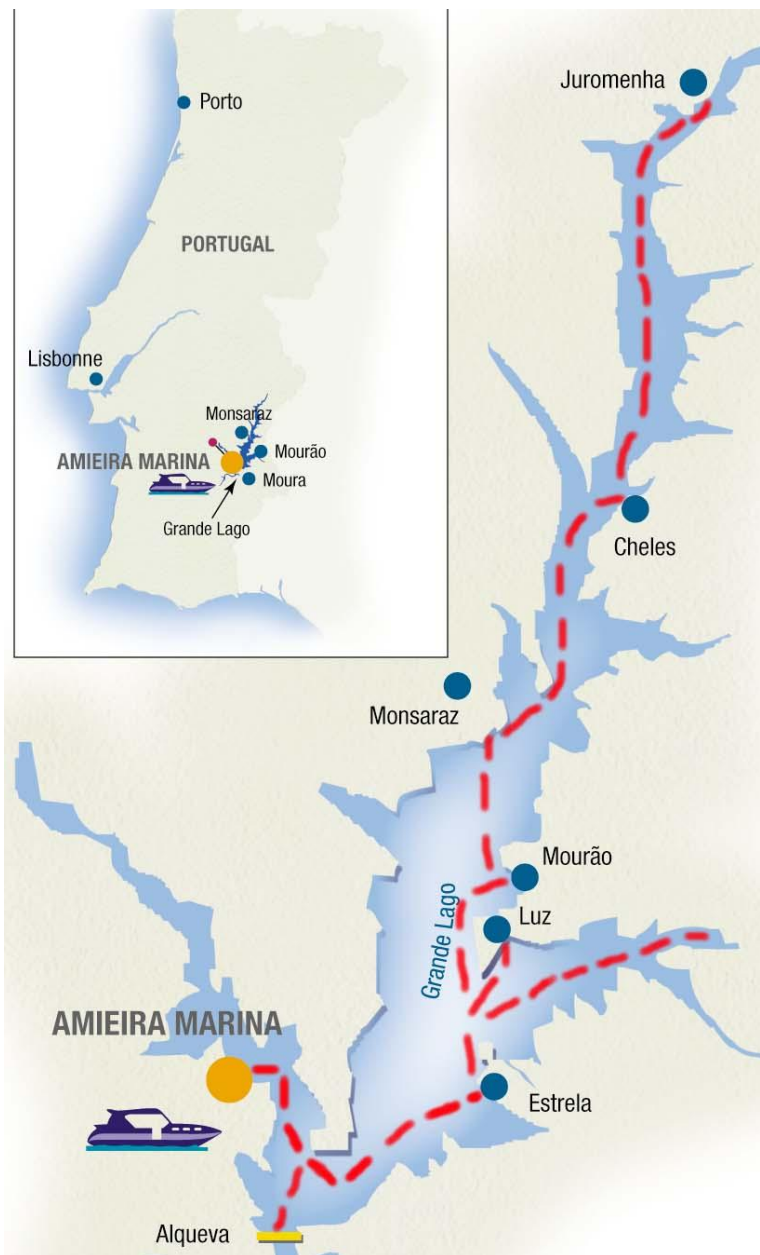 Porto
PORTUGAL
Lisbonne
Monsaraz
Mourão
AMIEIRA MARINA
Moura
Grande Lago
Juromenha
Cheles
Monsaraz
Mourão
Luz
Grande Lago
AMIEIRA MARINA
Estrela
Alqueva